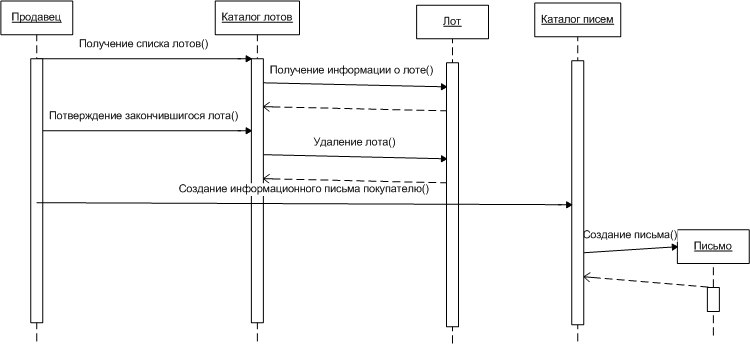 Продавец
Каталог лотов
Лот
Каталог писем
Получение списка лотов()
Получение информации о лоте()
Потверждение закончившигося лота()
Удаление лота()
Создание информационного письма покупателю()
Создание письма()
Письмо